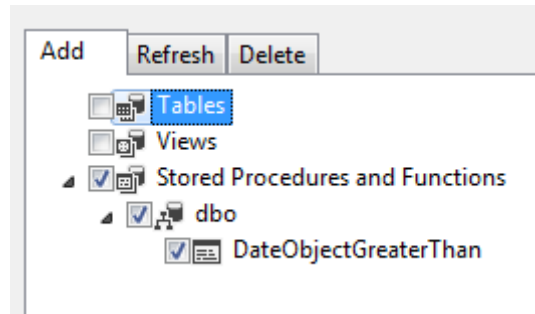 Add Refresh Delete
Tables
Views
Stored Procedures and Functions
dbo
DateObjectGreaterThan